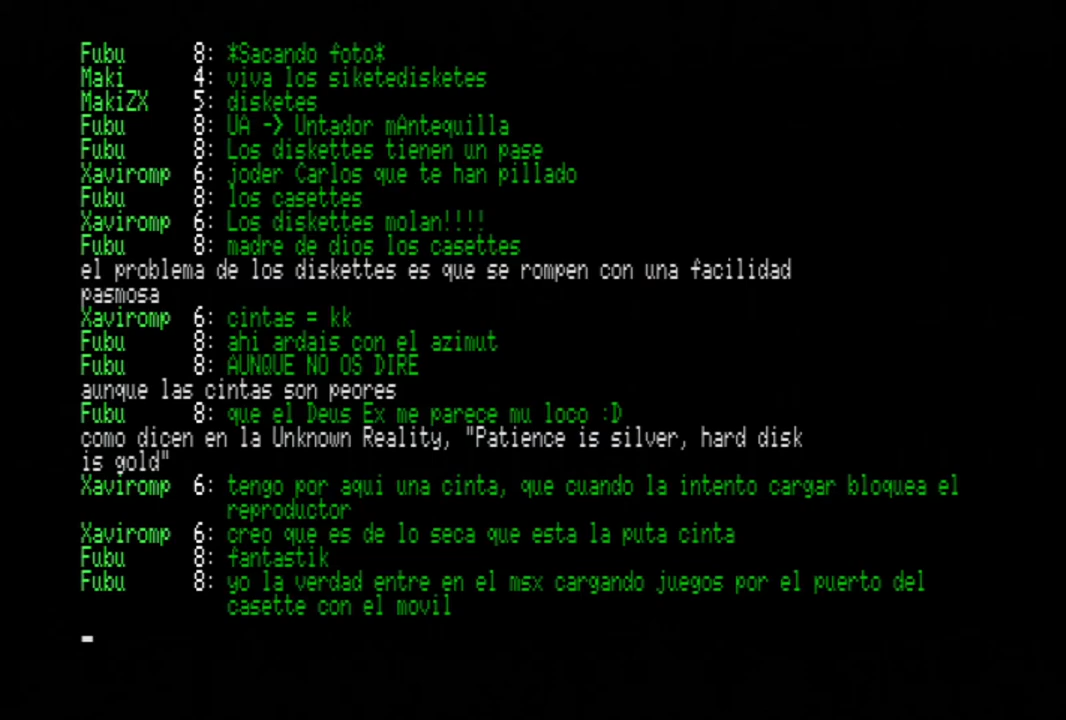 Fubu 8: *Sacando foto*
Maki 4: viva los siketedisketes
MakiZX 5: disketes
Fubu 8: UA -> Untador mAntequilla
Fubu 8: Los diskettes tienen un pase
Xaviromp 6: joder Carlos que te han pillado
Fubu 8: los casettes
Xaviromp 6: Los diskettes molan!!!!
Fubu 8: madre de dios los casettes
el problema de los diskettes es que se rompen con una facilidad
pasmosa
Xaviromp 6: cintas = kk
Fubu 8: ahi ardais con el azimut
Fubu 8: AUNQUE NO OS DIRE
aunque las cintas son peores
Fubu 8: que el Deus Ex me parece mu loco :D
como dicen en la Unknown Reality, "Patience is silver, hard disk
is gold"
Xaviromp 6: tengo por aqui una cinta, que cuando la intento cargar bloquea el
reproductor
Xaviromp 6: creo que es de lo seca que esta la puta cinta
Fubu 8: fantastik
Fubu 8: yo la verdad entre en el msx cargando juegos por el puerto del
casette con el movil